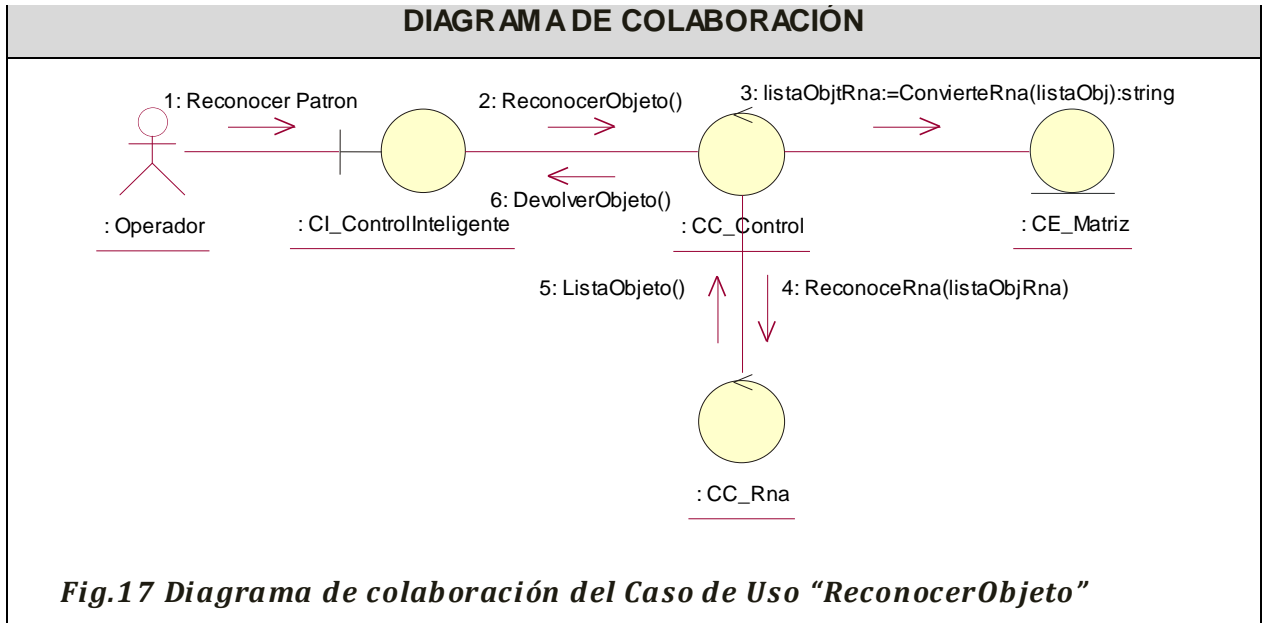 DIAGRAMA DE COLABORACIÓN
1: Reconocer Patron
2: ReconocerObjeto()
3: listaObjtRna:=ConvierteRna(listaObj):string
6: DevolverObjeto()
: Operador
: CI_ControlInteligente
: CC_Control
: CE_Matriz
5: ListaObjeto()
4: ReconoceRna(listaObjRna)
: CC_Rna
Fig.17 Diagrama de colaboración del Caso de Uso “ReconocerObjeto”